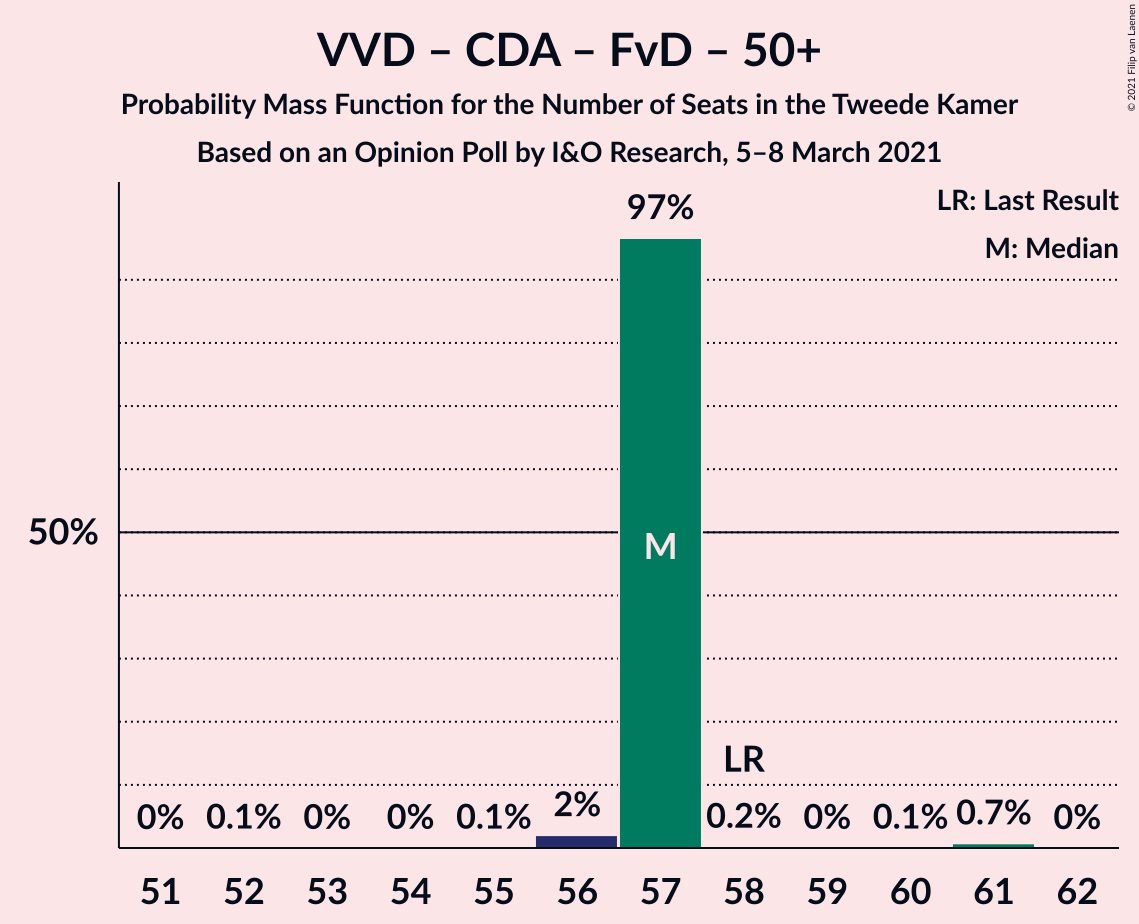 VVD – CDA – FvD – 50+
Probability Mass Function for the Number of Seats in the Tweede Kamer
Based on an Opinion Poll by I&O Research, 5–8 March 2021
© 2021 Filip van Laenen
LR: Last Result
M: Median
97%
50%
M
LR
0% 0.1% 0% 0% 0.1% 2% 0.2% 0% 0.1% 0.7% 0%
51 52 53 54 55 56 57 58 59 60 61 62